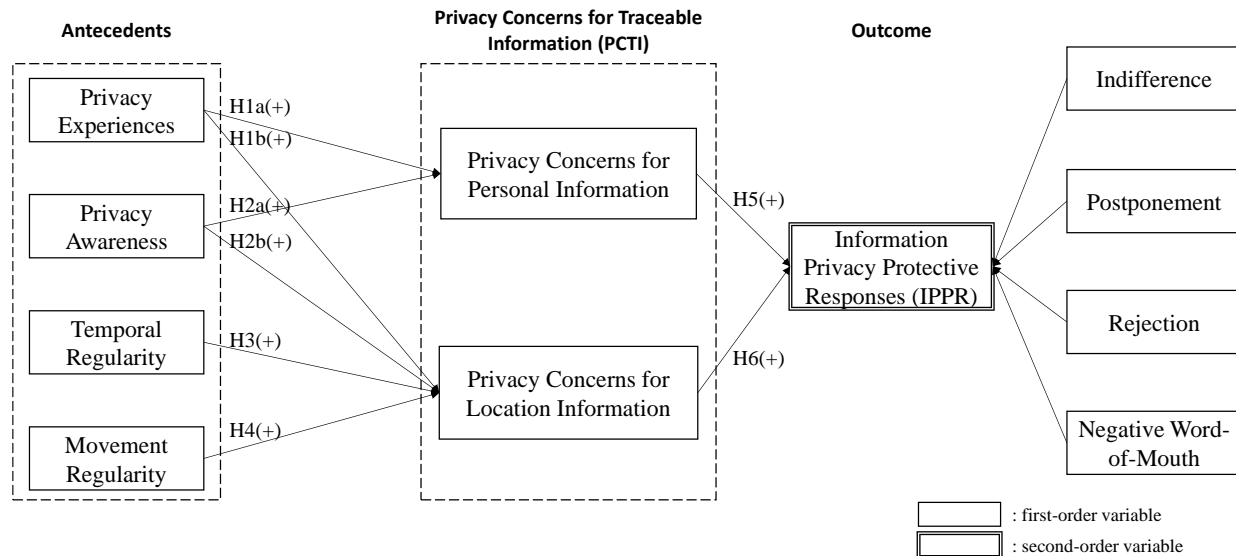 Antecedents
Privacy Concerns for Traceable
Information (PCTI)
Outcome
Privacy
Experiences
Privacy
Awareness
Temporal
Regularity
Movement
Regularity
H1a(+)
H1b(+)
H2a(+)
H2b(+)
H3(+)
H4(+)
Privacy Concerns for
Personal Information
Privacy Concerns for
Location Information
H5(+)
H6(+)
Information
Privacy Protective
Responses (IPPR)
Indifference
Postponement
Rejection
Negative Word-
of-Mouth
: first-order variable
: second-order variable